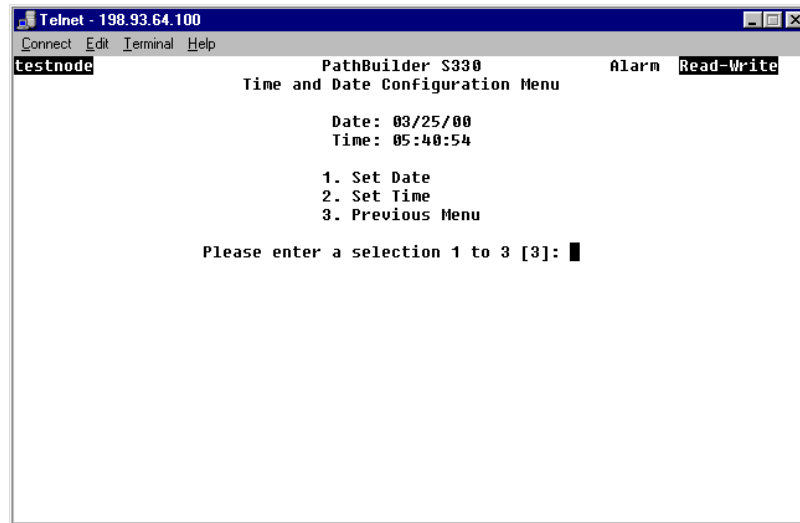 Telnet - 198.93.64.100
Connect Edit Terminal Help
testnode PathBuilder S330 Alarm Read-Write
Time and Date Configuration Menu
Date: 03/25/00
Time: 05:40:54
1. Set Date
2. Set Time
3. Previous Menu
Please enter a selection 1 to 3 [3]: